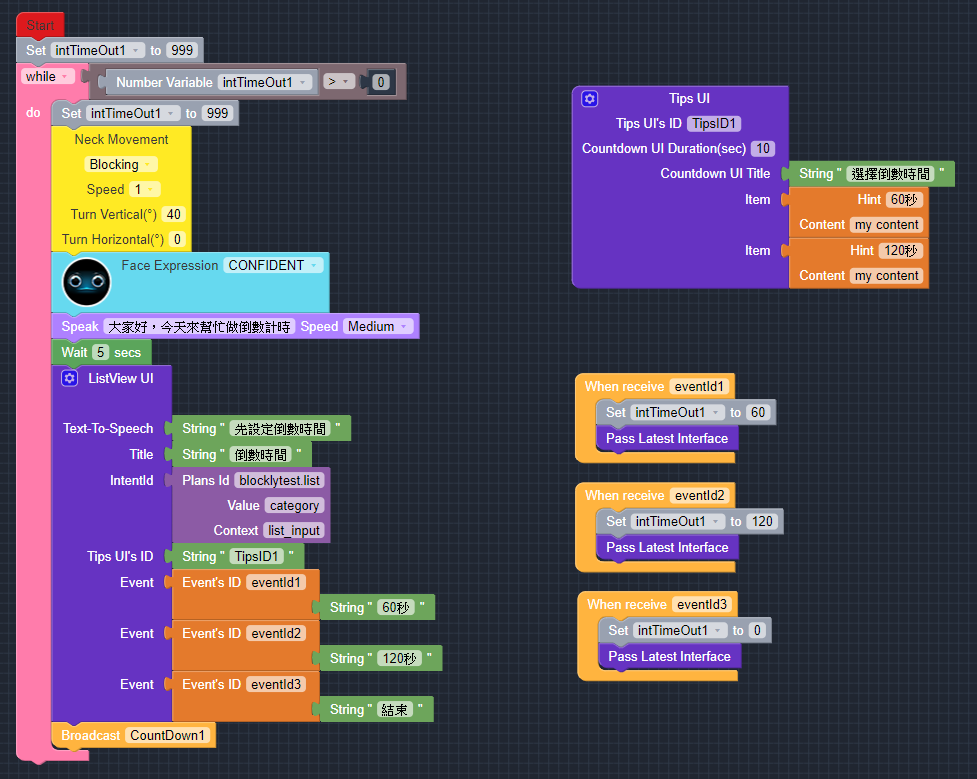 Start
Set intTimeOut1 to 999
while Number Variable intTimeOut1 > 0
do Set intTimeOut1 to 999
Neck Movement
Blocking
Speed 1
Turn Vertical(°) 40
Turn Horizontal(°) 0
Face Expression CONFIDENT
Speak 大家好，今天來幫忙做倒數計時 Speed Medium
Wait 5 secs
ListView UI
Text-To-Speech String " 先設定倒數時間 "
Title String " 倒數時間 "
IntentId Plans Id blocklytest.list
Value category
Context list_input
Tips UI's ID String " TipsID1 "
Event Event's ID eventId1
String " 60秒 "
Event Event's ID eventId2
String " 120秒 "
Event Event's ID eventId3
String " 結束 "
Broadcast CountDown1
Tips UI
Tips UI's ID TipsID1
Countdown UI Duration(sec) 10
Countdown UI Title String " 選擇倒數時間 "
Item Hint 60秒
Content my content
Item Hint 120秒
Content my content
When receive eventId1
Set intTimeOut1 to 60
Pass Latest Interface
When receive eventId2
Set intTimeOut1 to 120
Pass Latest Interface
When receive eventId3
Set intTimeOut1 to 0
Pass Latest Interface